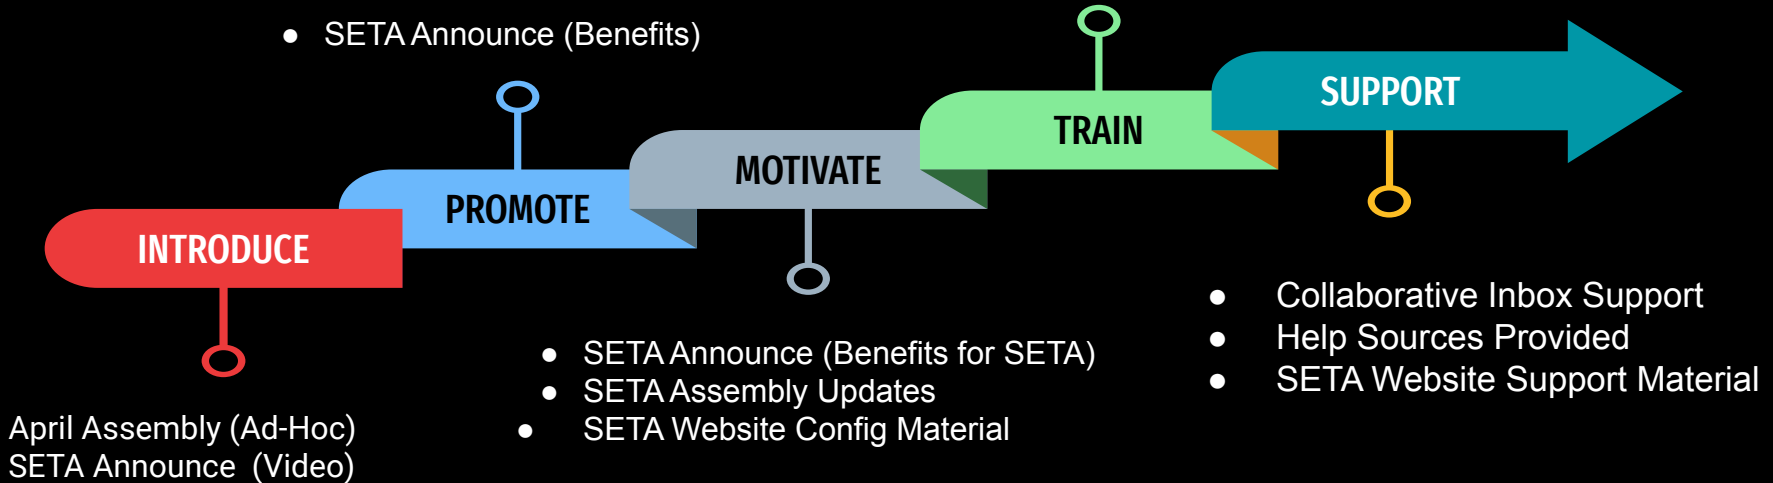 ● SETA Announce (Benefits)
INTRODUCE
PROMOTE
MOTIVATE
TRAIN
SUPPORT
April Assembly (Ad-Hoc)
SETA Announce (Video)
● SETA Announce (Benefits for SETA)
● SETA Assembly Updates
● SETA Website Config Material
● Collaborative Inbox Support
● Help Sources Provided
● SETA Website Support Material